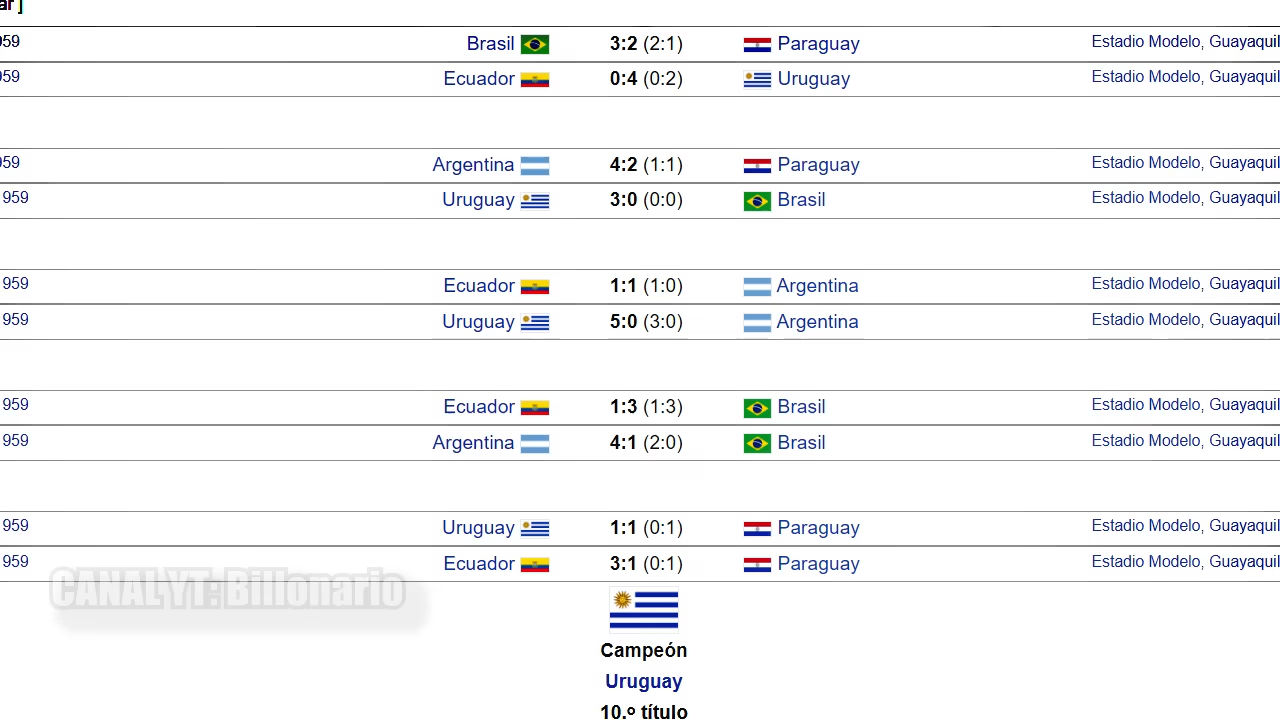 ar ]
959 Brasil 3:2 (2:1) Paraguay Estadio Modelo, Guayaquil
959 Ecuador 0:4 (0:2) Uruguay Estadio Modelo, Guayaquil
959 Argentina 4:2 (1:1) Paraguay Estadio Modelo, Guayaquil
959 Uruguay 3:0 (0:0) Brasil Estadio Modelo, Guayaquil
959 Ecuador 1:1 (1:0) Argentina Estadio Modelo, Guayaquil
959 Uruguay 5:0 (3:0) Argentina Estadio Modelo, Guayaquil
959 Ecuador 1:3 (1:3) Brasil Estadio Modelo, Guayaquil
959 Argentina 4:1 (2:0) Brasil Estadio Modelo, Guayaquil
959 Uruguay 1:1 (0:1) Paraguay Estadio Modelo, Guayaquil
959 Ecuador 3:1 (0:1) Paraguay Estadio Modelo, Guayaquil
CANAL YT: Billonario
Campeón
Uruguay
10.º título